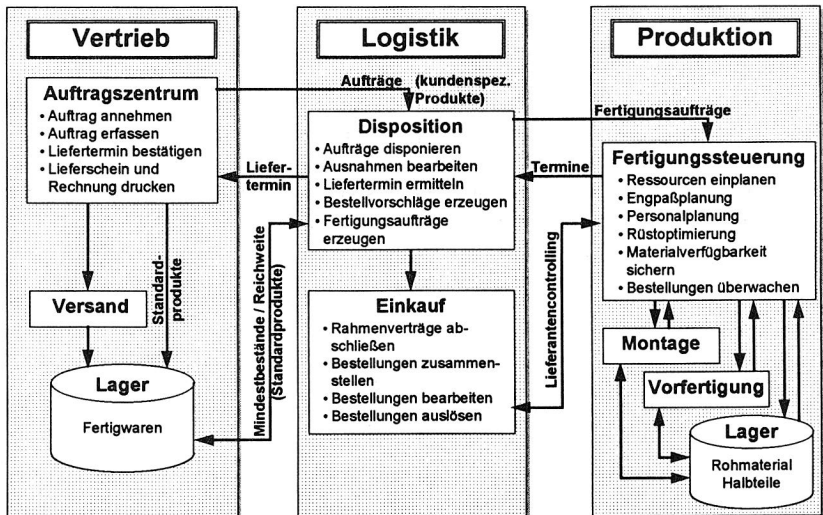 Vertrieb
Auftragszentrum
• Auftrag annehmen
• Auftrag erfassen
• Liefertermin bestätigen
• Lieferschein und
Rechnung drucken
Versand
Standard-
produkte
Lager
Fertigwaren
Aufträge (kundenspez.
Produkte)
Liefer-
termin
Mindestbestände / Reichweite
(Standardprodukte)
Logistik
Disposition
• Aufträge disponieren
• Ausnahmen bearbeiten
• Liefertermin ermitteln
• Bestellvorschläge erzeugen
• Fertigungsaufträge
erzeugen
Einkauf
• Rahmenverträge ab-
schließen
• Bestellungen zusammen-
stellen
• Bestellungen bearbeiten
• Bestellungen auslösen
Fertigungsaufträge
Termine
Lieferantencontrolling
Produktion
Fertigungssteuerung
• Ressourcen einplanen
• Engpaßplanung
• Personalplanung
• Rüstoptimierung
• Materialverfügbarkeit
sichern
• Bestellungen überwachen
Montage
Vorfertigung
Lager
Rohmaterial
Halbteile